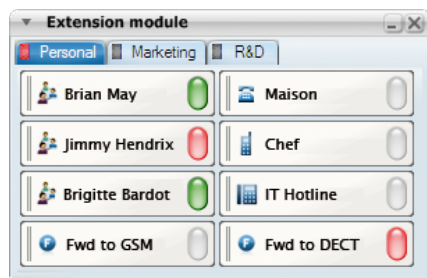 Extension module
Personal Marketing R&D
Brian May Maison
Jimmy Hendrix Chef
Brigitte Bardot IT Hotline
F Fwd to GSM F Fwd to DECT